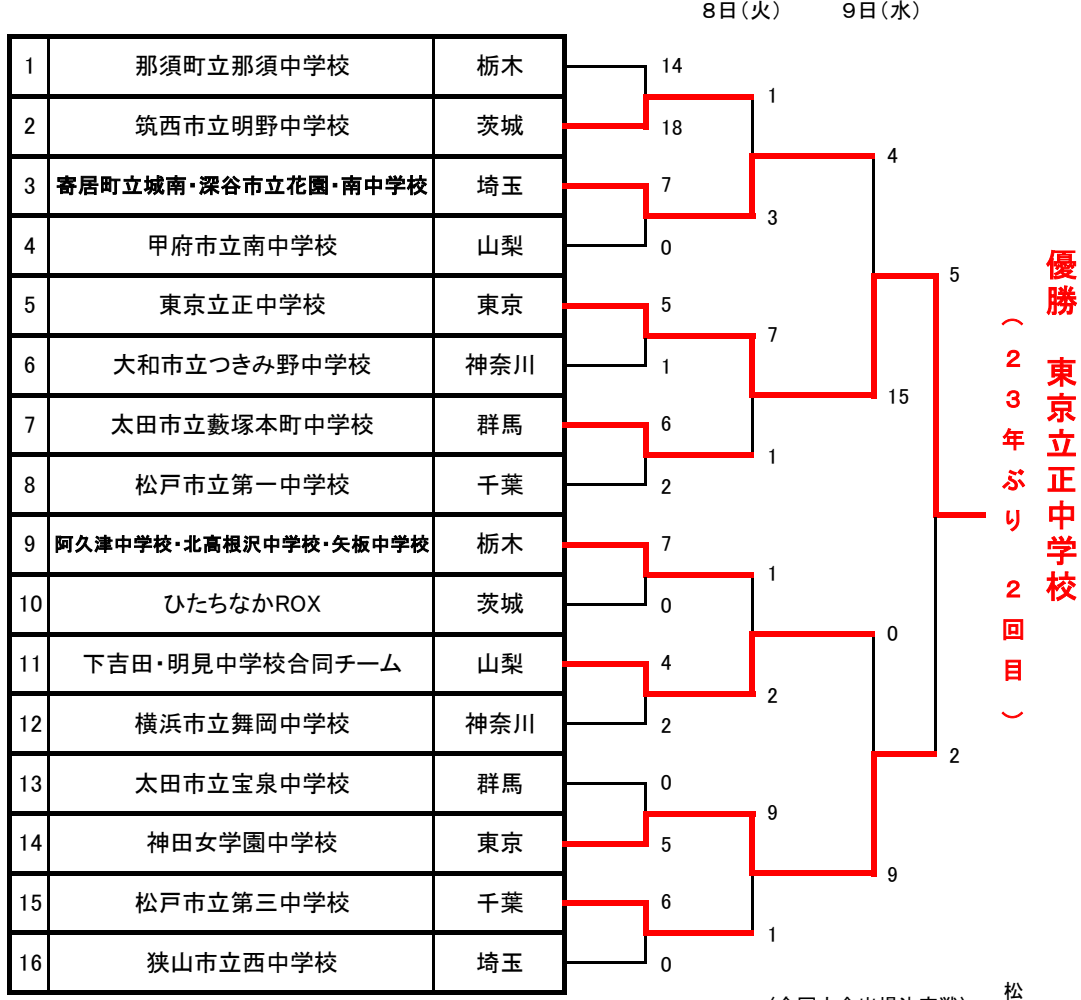 8日(火) 9日(水)
1 那須町立那須中学校 栃木 14
1
2 筑西市立明野中学校 茨城 18
4
3 寄居町立城南・深谷市立花園・南中学校 埼玉 7
3
4 甲府市立南中学校 山梨 0
5
5 東京立正中学校 東京 5
7
6 大和市立つきみ野中学校 神奈川 1
15
7 太田市立藪塚本町中学校 群馬 6
1
8 松戸市立第一中学校 千葉 2
9 阿久津中学校・北高根沢中学校・矢板中学校 栃木 7
1
10 ひたちなかROX 茨城 0
0
11 下吉田・明見中学校合同チーム 山梨 4
2
12 横浜市立舞岡中学校 神奈川 2
2
13 太田市立宝泉中学校 群馬 0
9
14 神田女学園中学校 東京 5
9
15 松戸市立第三中学校 千葉 6
1
16 狭山市立西中学校 埼玉 0
優勝 東京立正中学校
(23年ぶり 2回目)
松